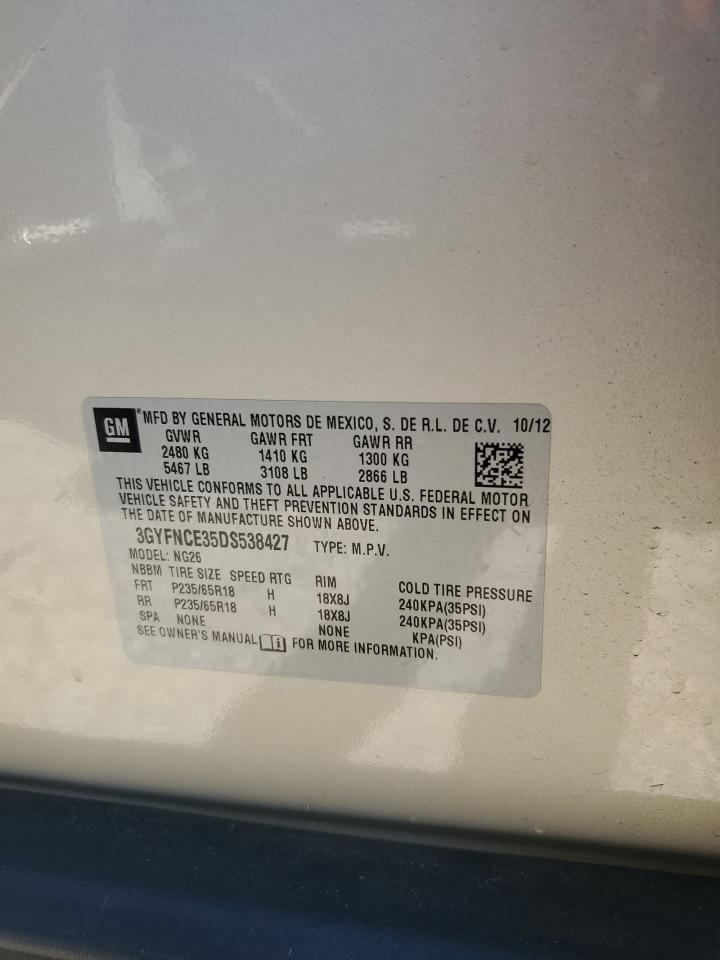 GM *MFD BY GENERAL MOTORS DE MEXICO, S. DE R.L. DE C.V. 10/12
GVWR GAWR FRT GAWR RR
2480 KG 1410 KG 1300 KG
5467 LB 3108 LB 2866 LB
THIS VEHICLE CONFORMS TO ALL APPLICABLE U.S. FEDERAL MOTOR
VEHICLE SAFETY AND THEFT PREVENTION STANDARDS IN EFFECT ON
THE DATE OF MANUFACTURE SHOWN ABOVE.
3GYFNCE35DS538427 TYPE: M.P.V.
MODEL: NG26
NBBM TIRE SIZE SPEED RTG RIM COLD TIRE PRESSURE
FRT P235/65R18 H 18X8J 240KPA(35PSI)
RR P235/65R18 H 18X8J 240KPA(35PSI)
SPA NONE NONE KPA(PSI)
SEE OWNER'S MANUAL i FOR MORE INFORMATION.